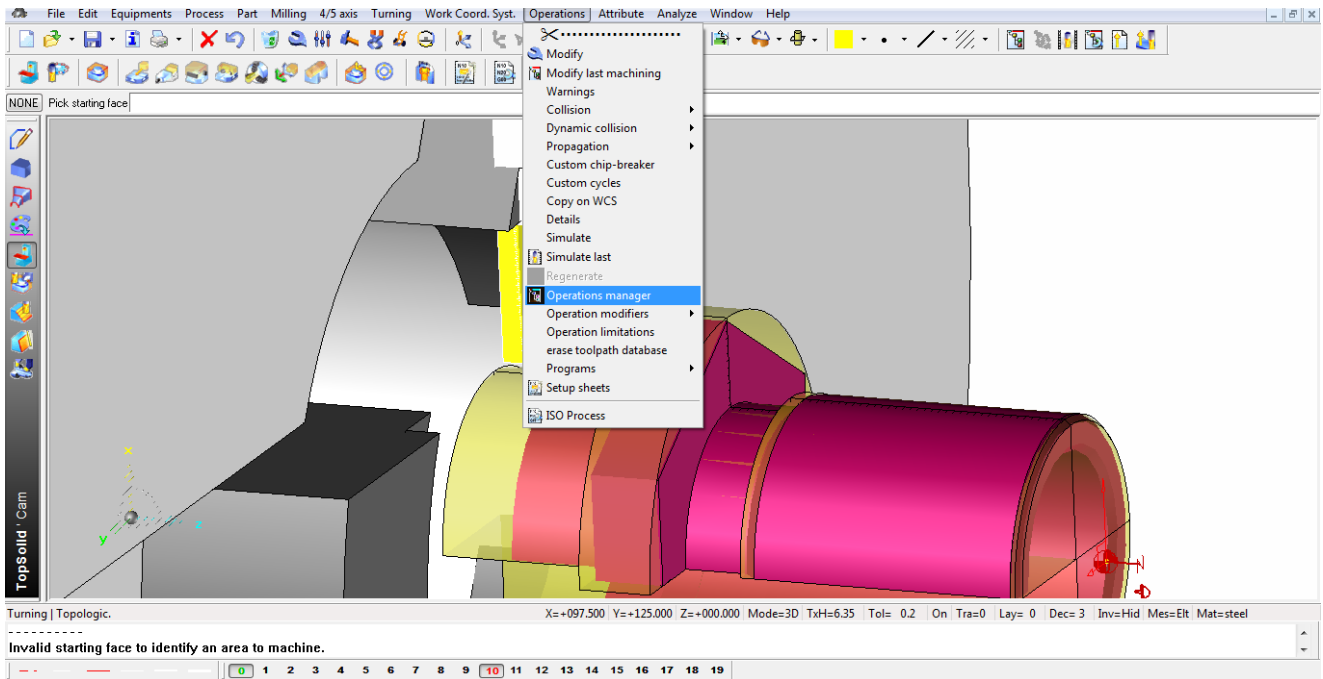 File Edit Equipments Process Part Milling 4/5 axis Turning Work Coord. Syst. Operations Attribute Analyze Window Help
Modify
Modify last machining
Warnings
Collision
Dynamic collision
Propagation
Custom chip-breaker
Custom cycles
Copy on WCS
Details
Simulate
Simulate last
Regenerate
Operations manager
Operation modifiers
Operation limitations
erase toolpath database
Programs
Setup sheets
ISO Process
NONE Pick starting face
x
y
z
TopSolid'Cam
Turning | Topologic. X=+097.500 Y=+125.000 Z=+000.000 Mode=3D TxH=6.35 Tol= 0.2 On Tra=0 Lay= 0 Dec= 3 Inv=Hid Mes=Elt Mat=steel
----------
Invalid starting face to identify an area to machine.
0 1 2 3 4 5 6 7 8 9 10 11 12 13 14 15 16 17 18 19